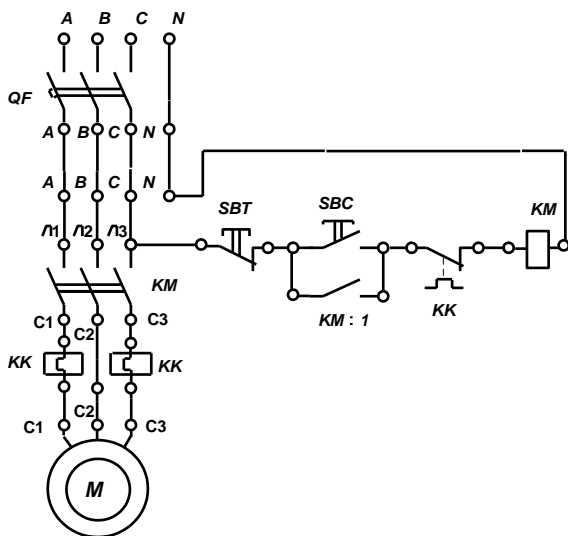 A B C N
QF
A B C N
A B C N
SBT SBC KM
Л1 Л2 Л3
KM
KM : 1 KK
C1 C2 C3
KK KK
C1 C2 C3
M